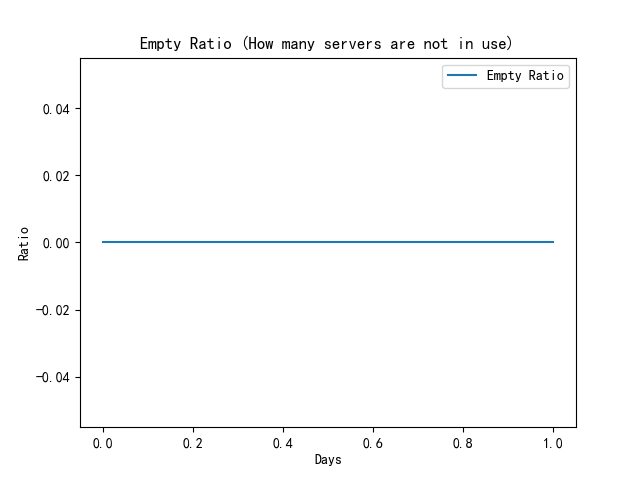 Empty Ratio (How many servers are not in use)
Empty Ratio
0.04
0.02
0.00
−0.02
−0.04
Ratio
0.0 0.2 0.4 0.6 0.8 1.0
Days